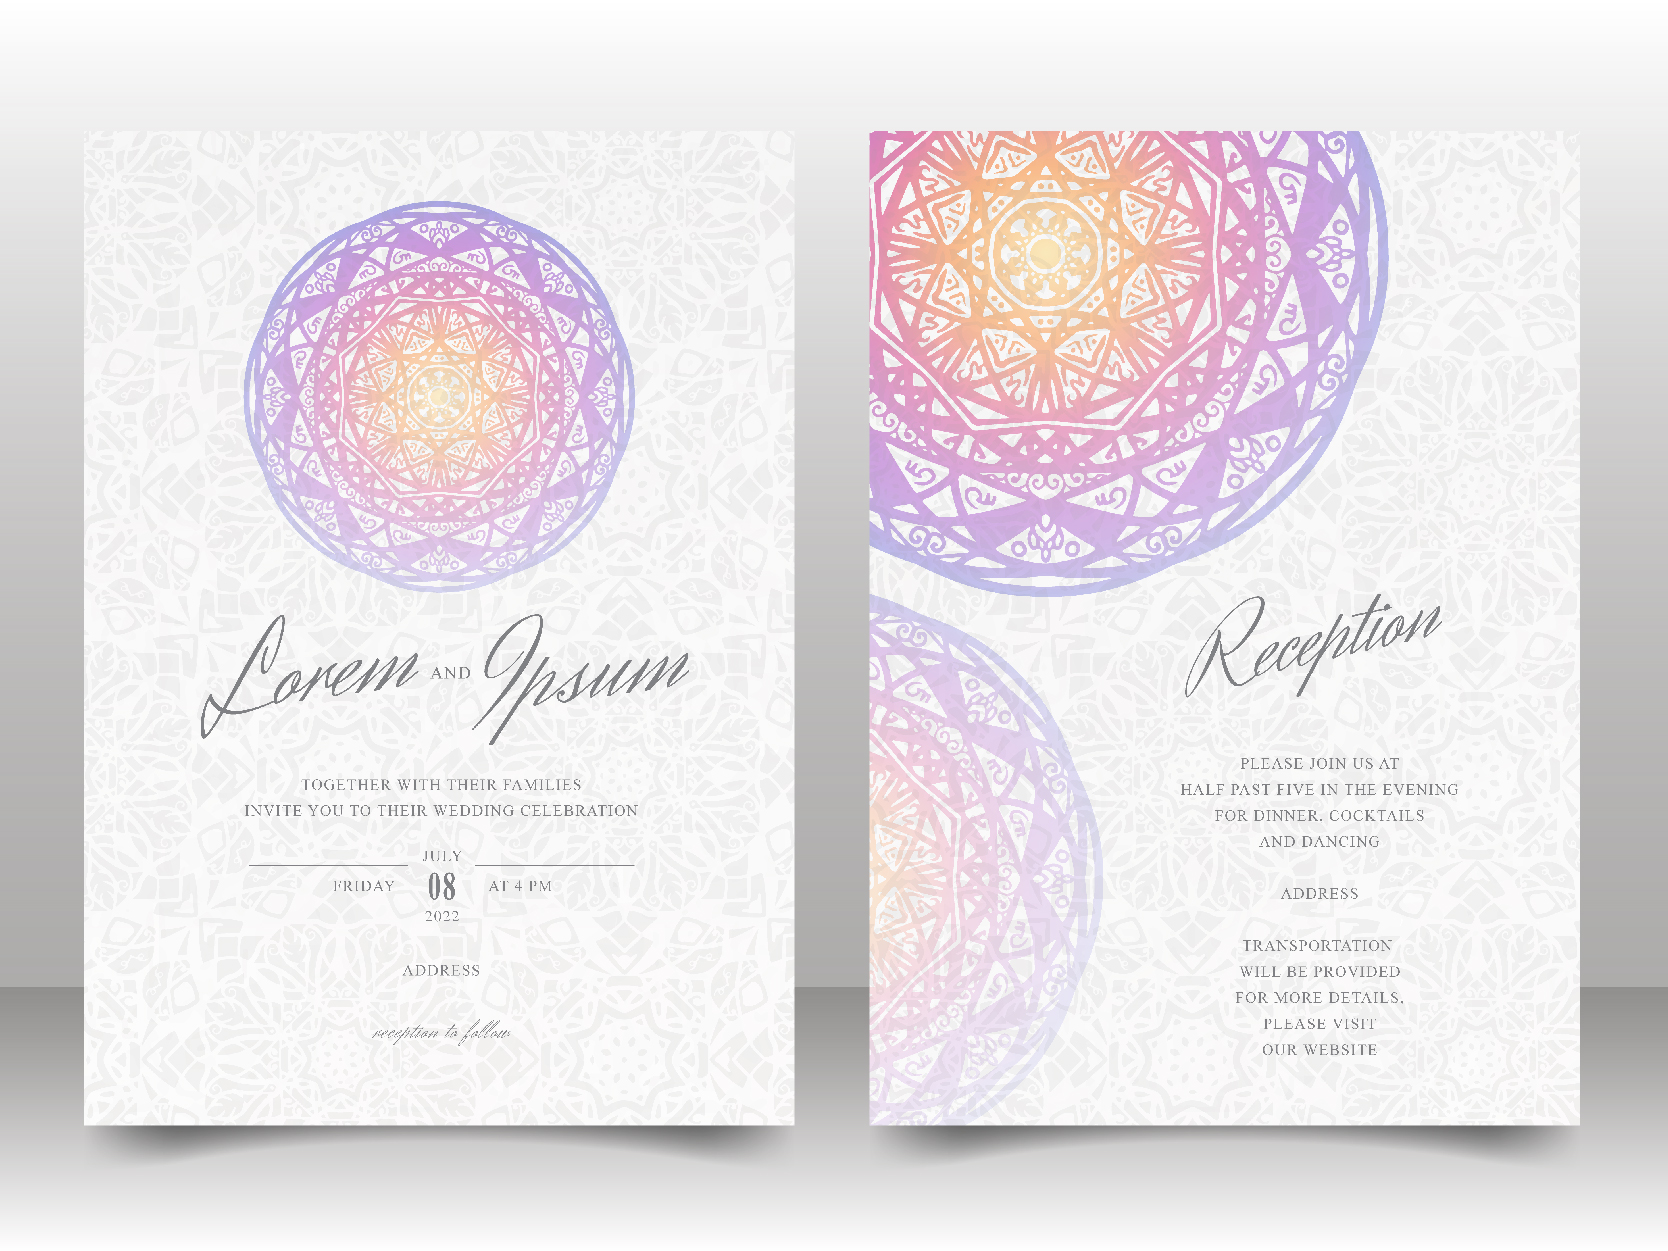 Lorem AND Ipsum
TOGETHER WITH THEIR FAMILIES
INVITE YOU TO THEIR WEDDING CELEBRATION
JULY
FRIDAY 08 AT 4 PM
2022
ADDRESS
reception to follow
Reception
PLEASE JOIN US AT
HALF PAST FIVE IN THE EVENING
FOR DINNER, COCKTAILS
AND DANCING
ADDRESS
TRANSPORTATION
WILL BE PROVIDED
FOR MORE DETAILS,
PLEASE VISIT
OUR WEBSITE